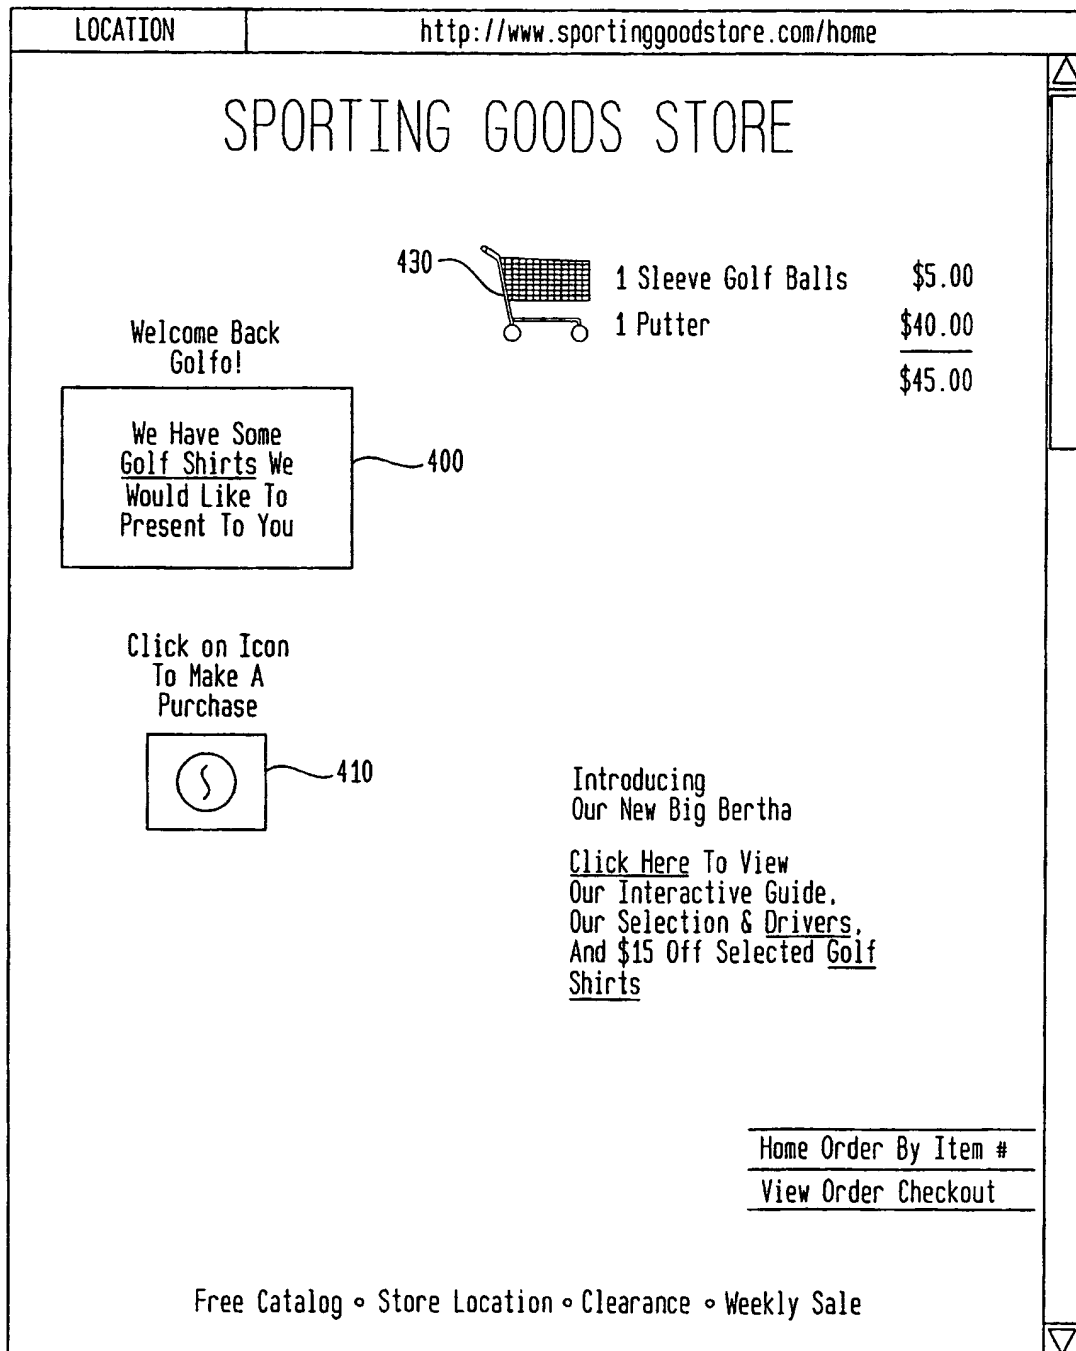 LOCATION http://www.sportinggoodstore.com/home
SPORTING GOODS STORE
430
1 Sleeve Golf Balls $5.00
1 Putter $40.00
$45.00
Welcome Back
Golfo!
We Have Some
Golf Shirts We
Would Like To
Present To You
400
Click on Icon
To Make A
Purchase
410
Introducing
Our New Big Bertha
Click Here To View
Our Interactive Guide,
Our Selection & Drivers,
And $15 Off Selected Golf
Shirts
Home Order By Item #
View Order Checkout
Free Catalog ∘ Store Location ∘ Clearance ∘ Weekly Sale